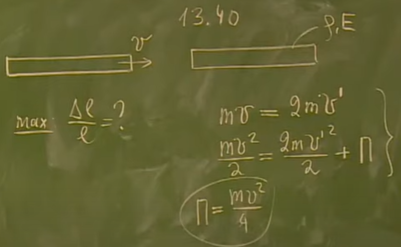 13.40
v
ρ, E
max Δl/l = ?
mv = 2mv'
mv²/2 = 2mv'²/2 + П
П = mv²/4